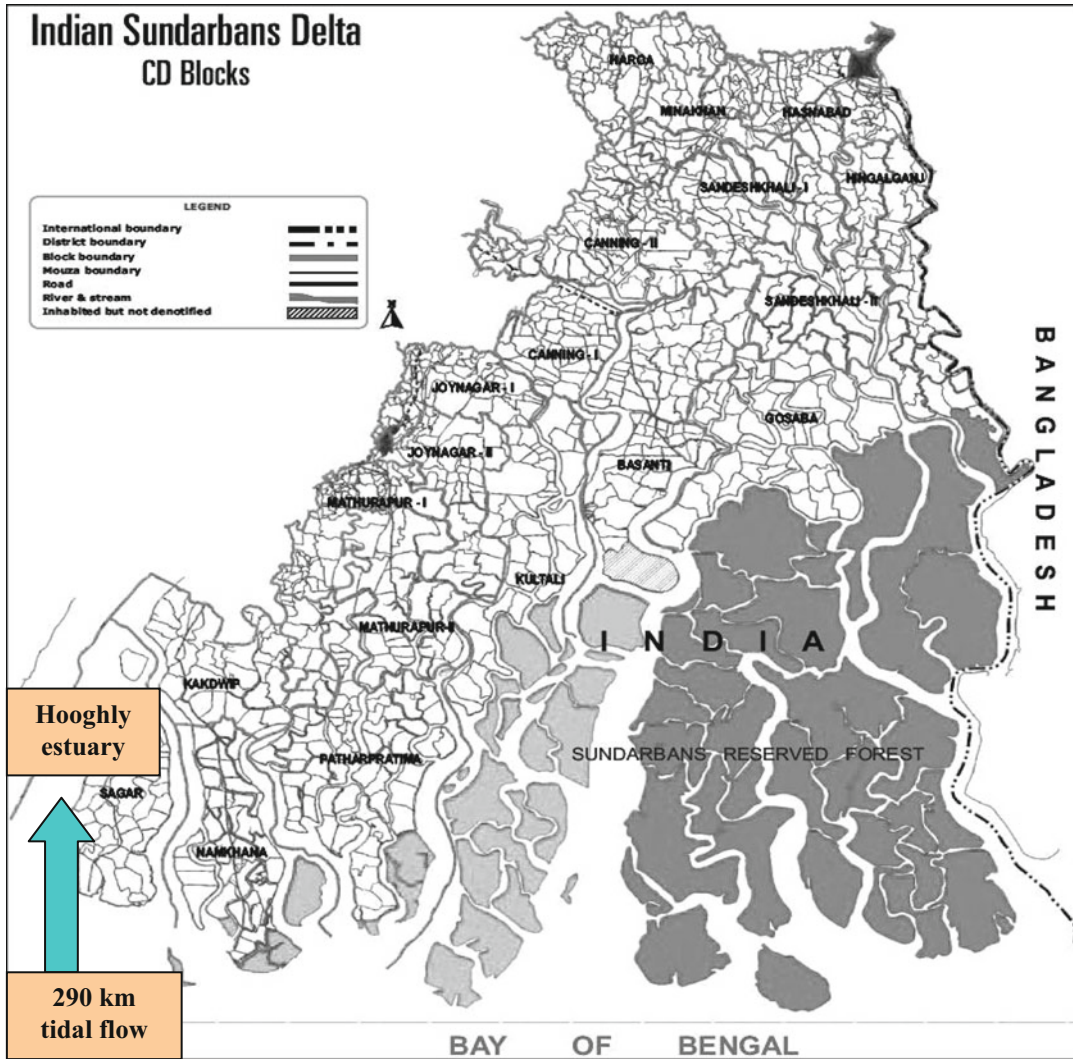 Indian Sundarbans Delta
CD Blocks
HAROA
MINAKHAN
HASNABAD
SANDESHKHALI - I
HINGALGANJ
LEGEND
International boundary
District boundary
Block boundary
Mouza boundary
Road
River & stream
Inhabited but not denotified
N
CANNING - II
SANDESHKHALI - II
CANNING - I
JOYNAGAR - I
GOSABA
JOYNAGAR - II
BASANTI
MATHURAPUR - I
BANGLADESH
KULTALI
MATHURAPUR-II
INDIA
KAKDWIP
Hooghly
estuary
PATHARPRATIMA
SUNDARBANS RESERVED FOREST
SAGAR
NAMKHANA
290 km
tidal flow
BAY OF BENGAL